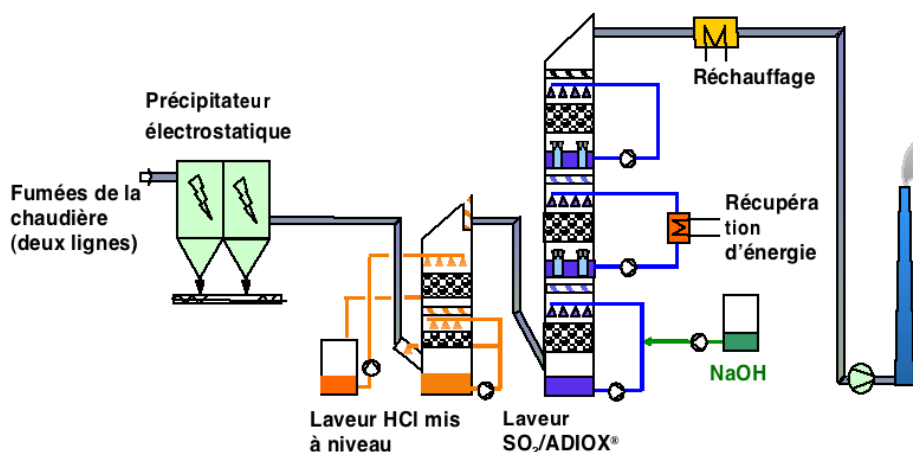 Précipitateur
électrostatique
Fumées de la
chaudière
(deux lignes)
Réchauffage
Récupéra
tion
d'énergie
NaOH
Laveur HCl mis
à niveau
Laveur
SO₂/ADIOX®